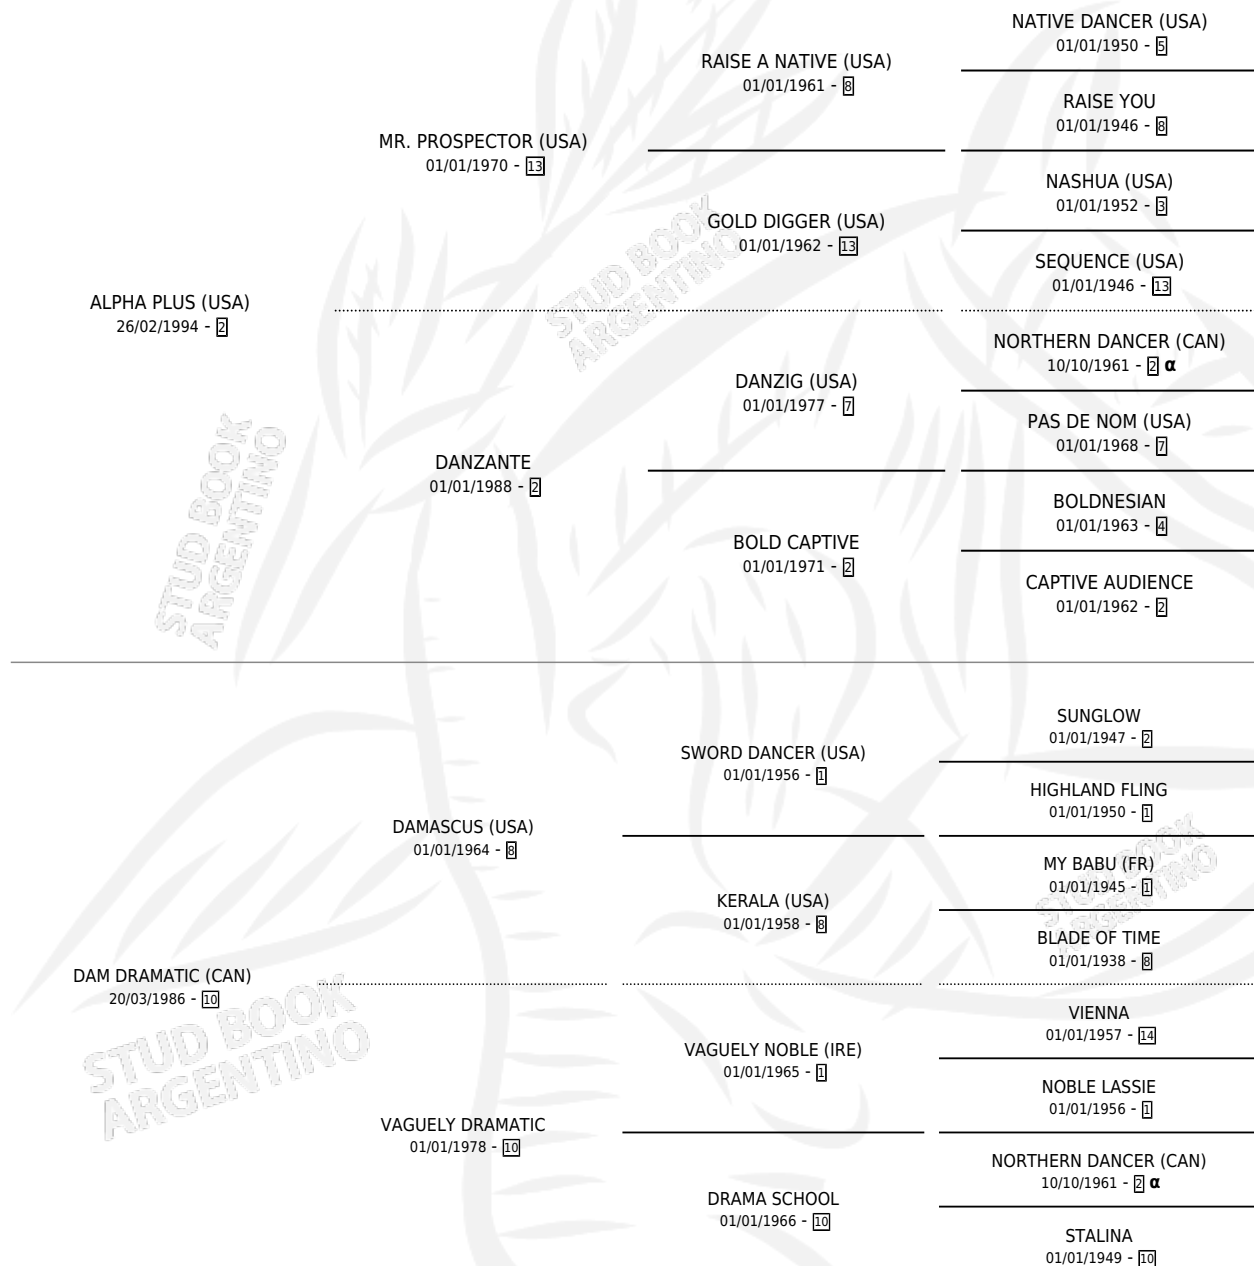 NATIVE DANCER (USA)
01/01/1950 - 5
RAISE A NATIVE (USA)
01/01/1961 - 8
RAISE YOU
01/01/1946 - 8
MR. PROSPECTOR (USA)
01/01/1970 - 13
NASHUA (USA)
01/01/1952 - 3
GOLD DIGGER (USA)
01/01/1962 - 13
SEQUENCE (USA)
01/01/1946 - 13
ALPHA PLUS (USA)
26/02/1994 - 2
NORTHERN DANCER (CAN)
10/10/1961 - 2 α
DANZIG (USA)
01/01/1977 - 7
PAS DE NOM (USA)
01/01/1968 - 7
DANZANTE
01/01/1988 - 2
BOLDNESIAN
01/01/1963 - 4
BOLD CAPTIVE
01/01/1971 - 2
CAPTIVE AUDIENCE
01/01/1962 - 2
STUD BOOK
ARGENTINO
STUD BOOK
ARGENTINO
SUNGLOW
01/01/1947 - 2
SWORD DANCER (USA)
01/01/1956 - 1
HIGHLAND FLING
01/01/1950 - 1
DAMASCUS (USA)
01/01/1964 - 8
MY BABU (FR)
01/01/1945 - 1
KERALA (USA)
01/01/1958 - 8
BLADE OF TIME
01/01/1938 - 8
DAM DRAMATIC (CAN)
20/03/1986 - 10
VIENNA
01/01/1957 - 14
VAGUELY NOBLE (IRE)
01/01/1965 - 1
NOBLE LASSIE
01/01/1956 - 1
VAGUELY DRAMATIC
01/01/1978 - 10
NORTHERN DANCER (CAN)
10/10/1961 - 2 α
DRAMA SCHOOL
01/01/1966 - 10
STALINA
01/01/1949 - 10
STUD BOOK
ARGENTINO
STUD BOOK
ARGENTINO